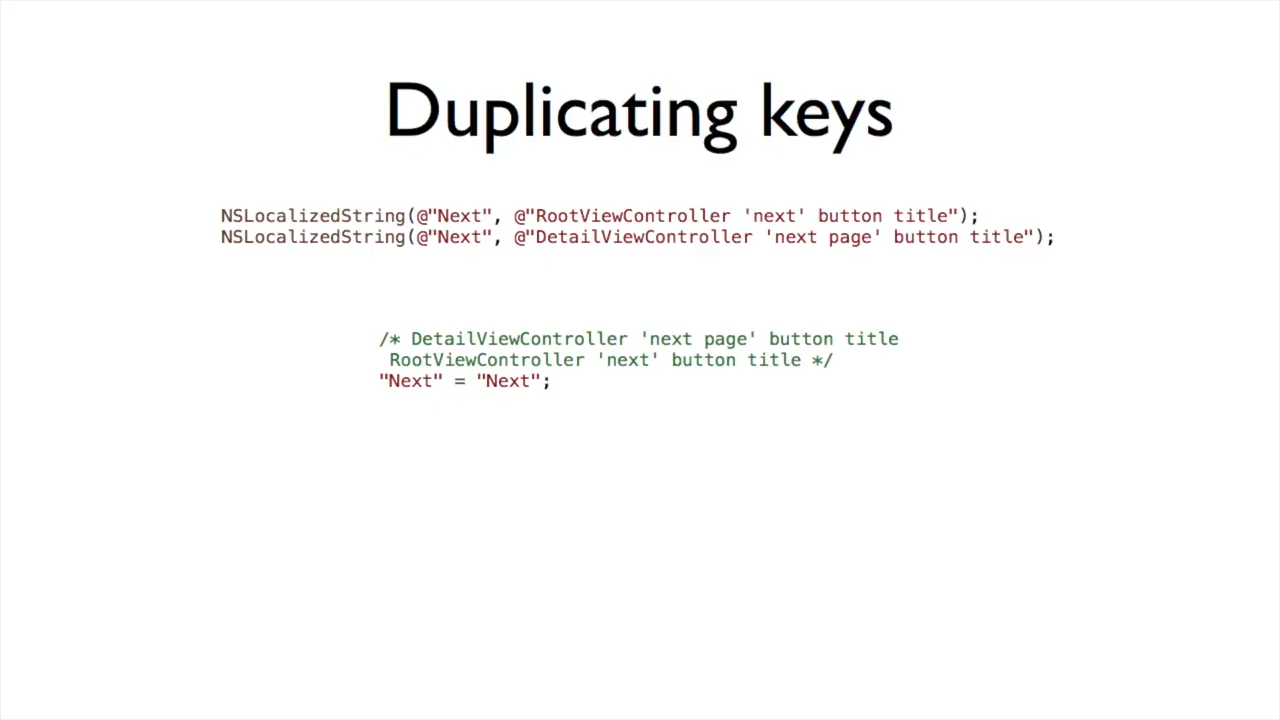 Duplicating keys
NSLocalizedString(@"Next", @"RootViewController 'next' button title");
NSLocalizedString(@"Next", @"DetailViewController 'next page' button title");
/* DetailViewController 'next page' button title
RootViewController 'next' button title */
"Next" = "Next";